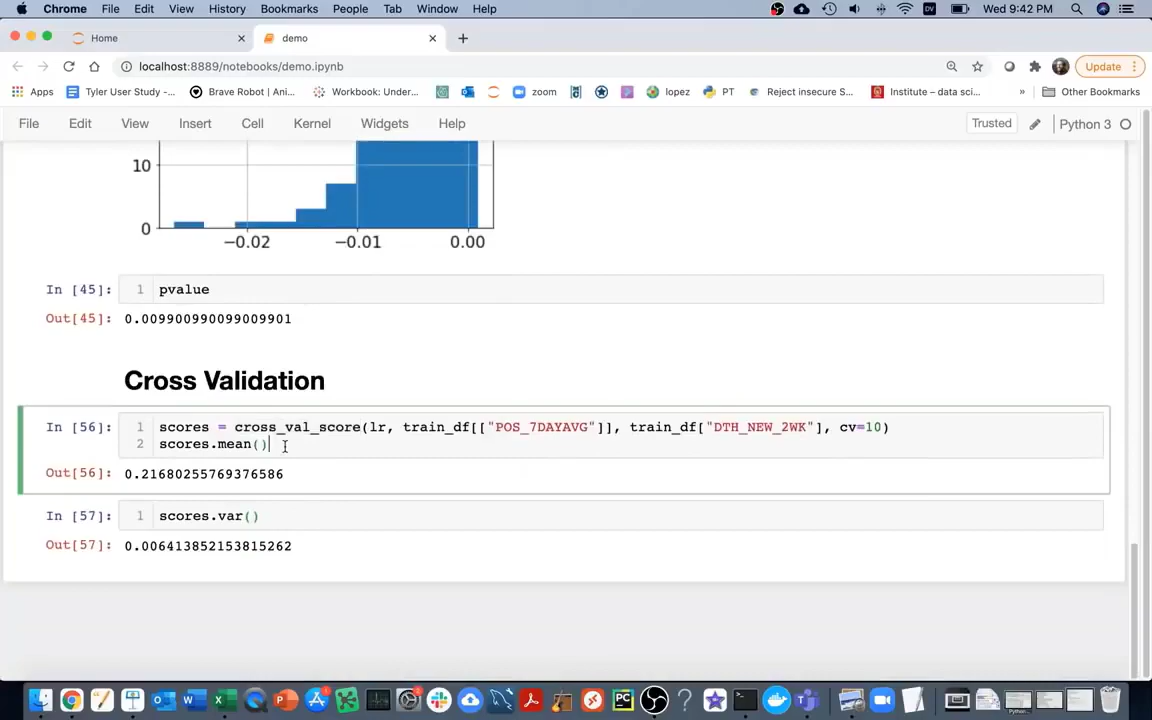 Chrome File Edit View History Bookmarks People Tab Window Help DV Wed 9:42 PM
Home demo
localhost:8889/notebooks/demo.ipynb Update
Apps Tyler User Study -... Brave Robot | Ani... Workbook: Under... zoom lopez PT Reject insecure S... Institute – data sci... » Other Bookmarks
File Edit View Insert Cell Kernel Widgets Help Trusted Python 3
10
0
−0.02 −0.01 0.00
In [45]: 1 pvalue
Out[45]: 0.009900990099009901
Cross Validation
In [56]: 1 scores = cross_val_score(lr, train_df[["POS_7DAYAVG"]], train_df["DTH_NEW_2WK"], cv=10)
2 scores.mean()
Out[56]: 0.21680255769376586
In [57]: 1 scores.var()
Out[57]: 0.006413852153815262